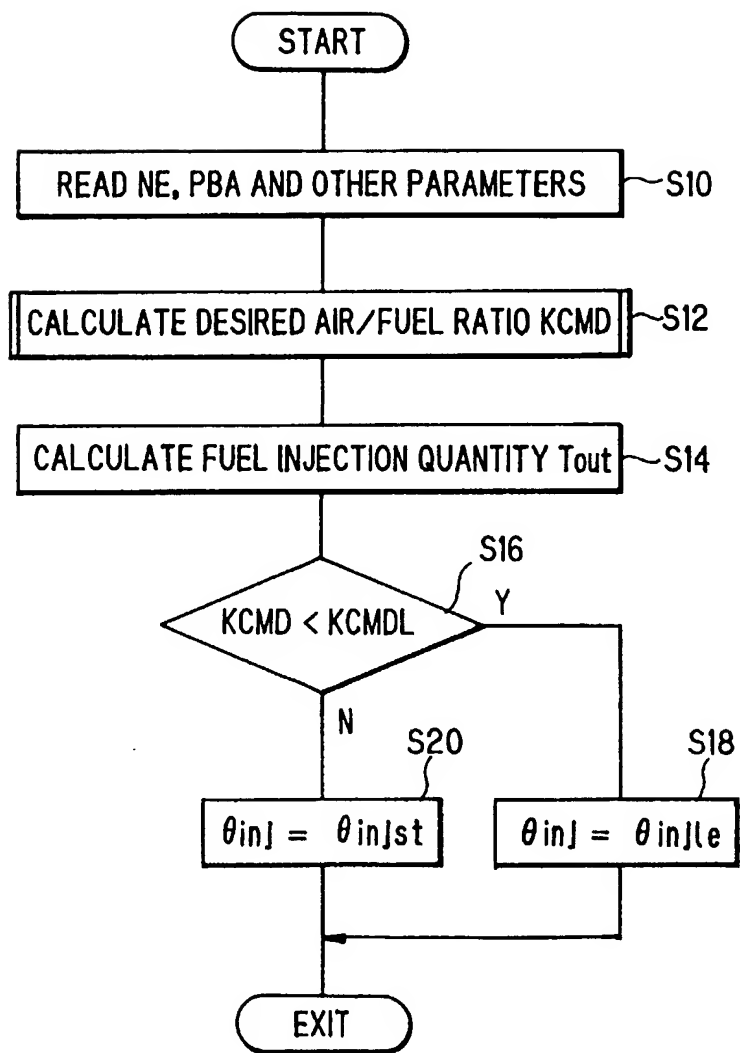 START
READ NE, PBA AND OTHER PARAMETERS
S10
CALCULATE DESIRED AIR/FUEL RATIO KCMD
S12
CALCULATE FUEL INJECTION QUANTITY Tout
S14
S16
KCMD < KCMDL
Y
N
S20
S18
θinj = θinjst
θinj = θinjle
EXIT